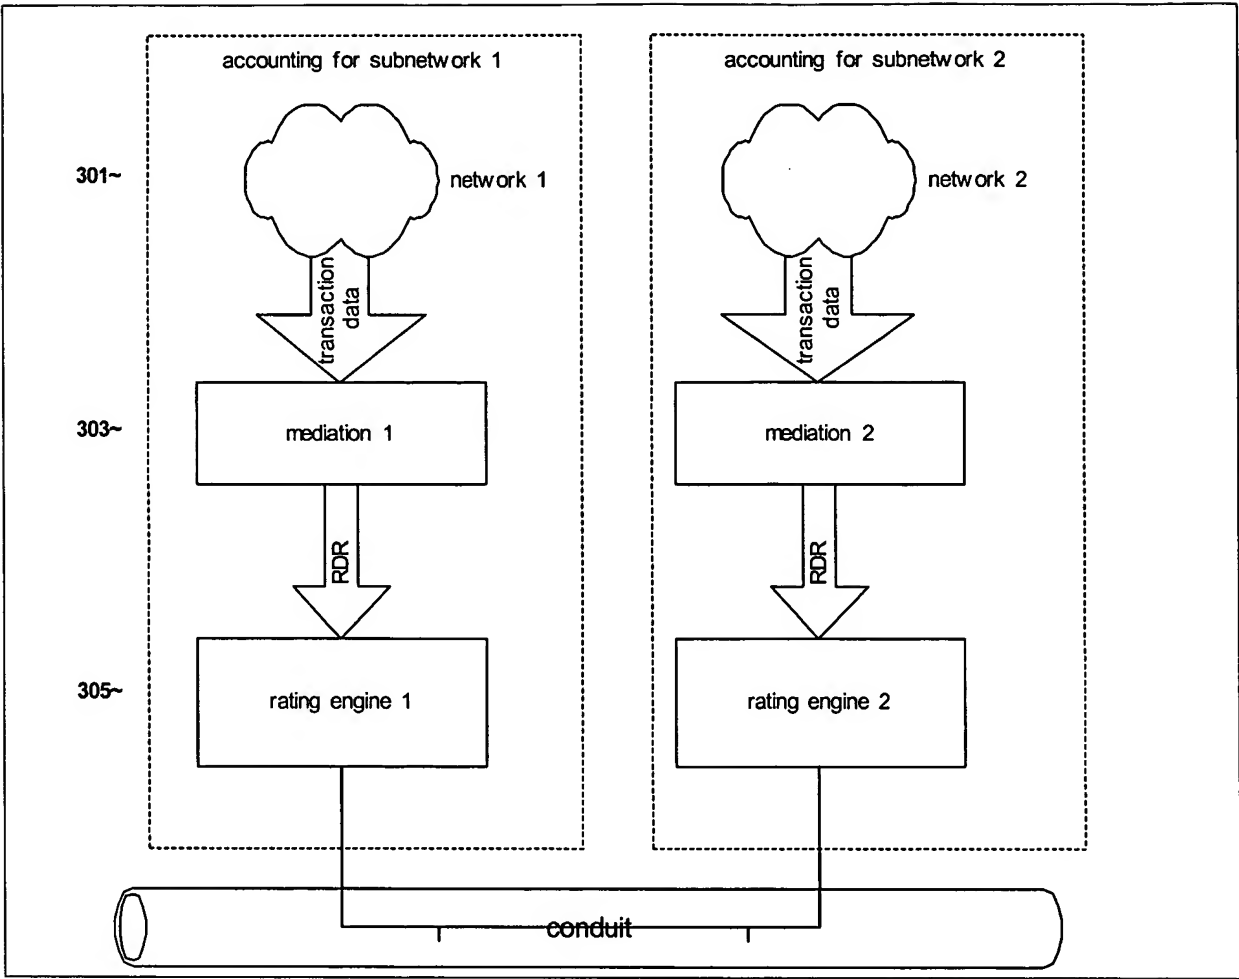 accounting for subnetwork 1
accounting for subnetwork 2
301~
network 1
network 2
transaction
data
transaction
data
303~
mediation 1
mediation 2
RDR
RDR
305~
rating engine 1
rating engine 2
conduit